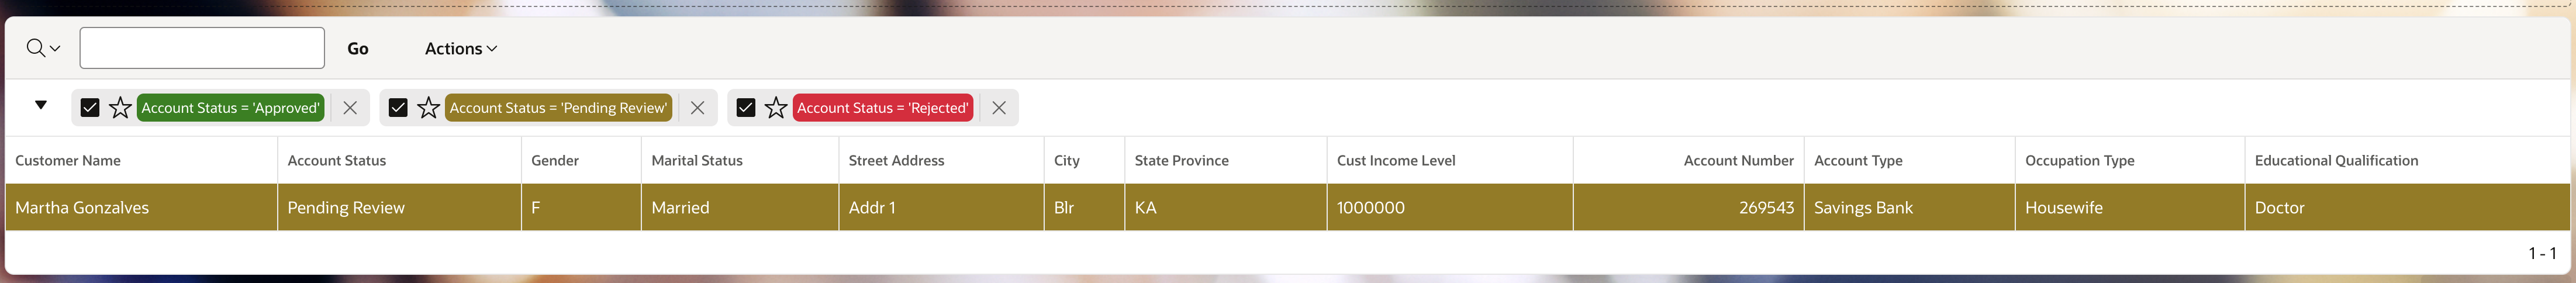 Go Actions
Account Status = 'Approved' Account Status = 'Pending Review' Account Status = 'Rejected'
Customer Name Account Status Gender Marital Status Street Address City State Province Cust Income Level Account Number Account Type Occupation Type Educational Qualification
Martha Gonzalves Pending Review F Married Addr 1 Blr KA 1000000 269543 Savings Bank Housewife Doctor
1 - 1